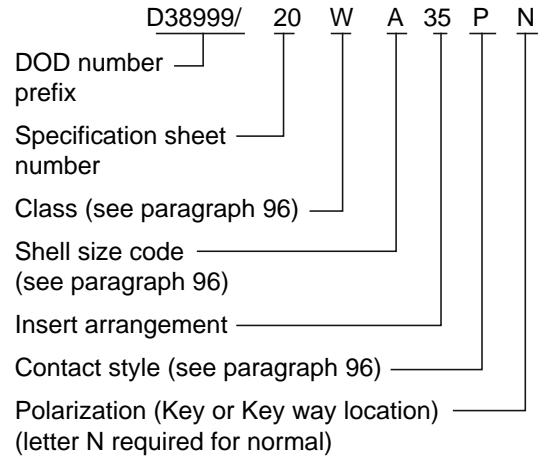 D38999/ 20 W A 35 P N
DOD number
prefix
Specification sheet
number
Class (see paragraph 96)
Shell size code
(see paragraph 96)
Insert arrangement
Contact style (see paragraph 96)
Polarization (Key or Key way location)
(letter N required for normal)